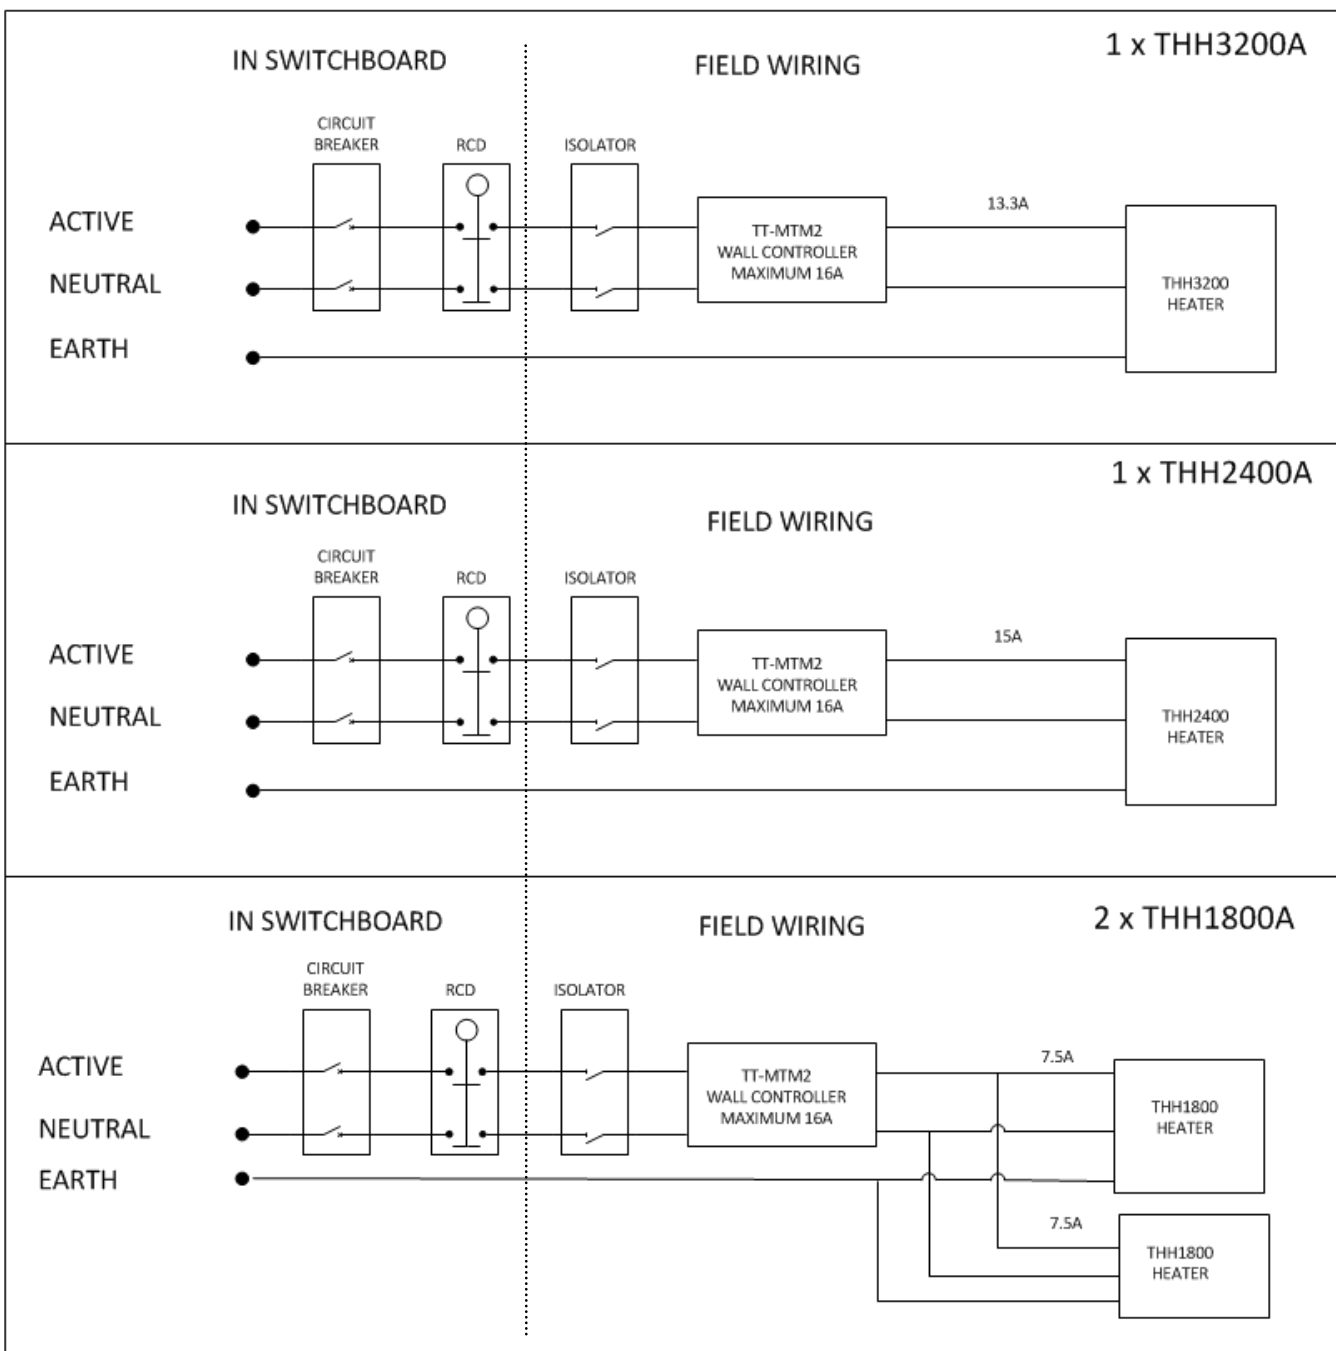 1 x THH3200A
IN SWITCHBOARD
FIELD WIRING
CIRCUIT
BREAKER
RCD
ISOLATOR
ACTIVE
NEUTRAL
EARTH
TT-MTM2
WALL CONTROLLER
MAXIMUM 16A
13.3A
THH3200
HEATER
1 x THH2400A
IN SWITCHBOARD
FIELD WIRING
CIRCUIT
BREAKER
RCD
ISOLATOR
ACTIVE
NEUTRAL
EARTH
TT-MTM2
WALL CONTROLLER
MAXIMUM 16A
15A
THH2400
HEATER
2 x THH1800A
IN SWITCHBOARD
FIELD WIRING
CIRCUIT
BREAKER
RCD
ISOLATOR
ACTIVE
NEUTRAL
EARTH
TT-MTM2
WALL CONTROLLER
MAXIMUM 16A
7.5A
THH1800
HEATER
7.5A
THH1800
HEATER